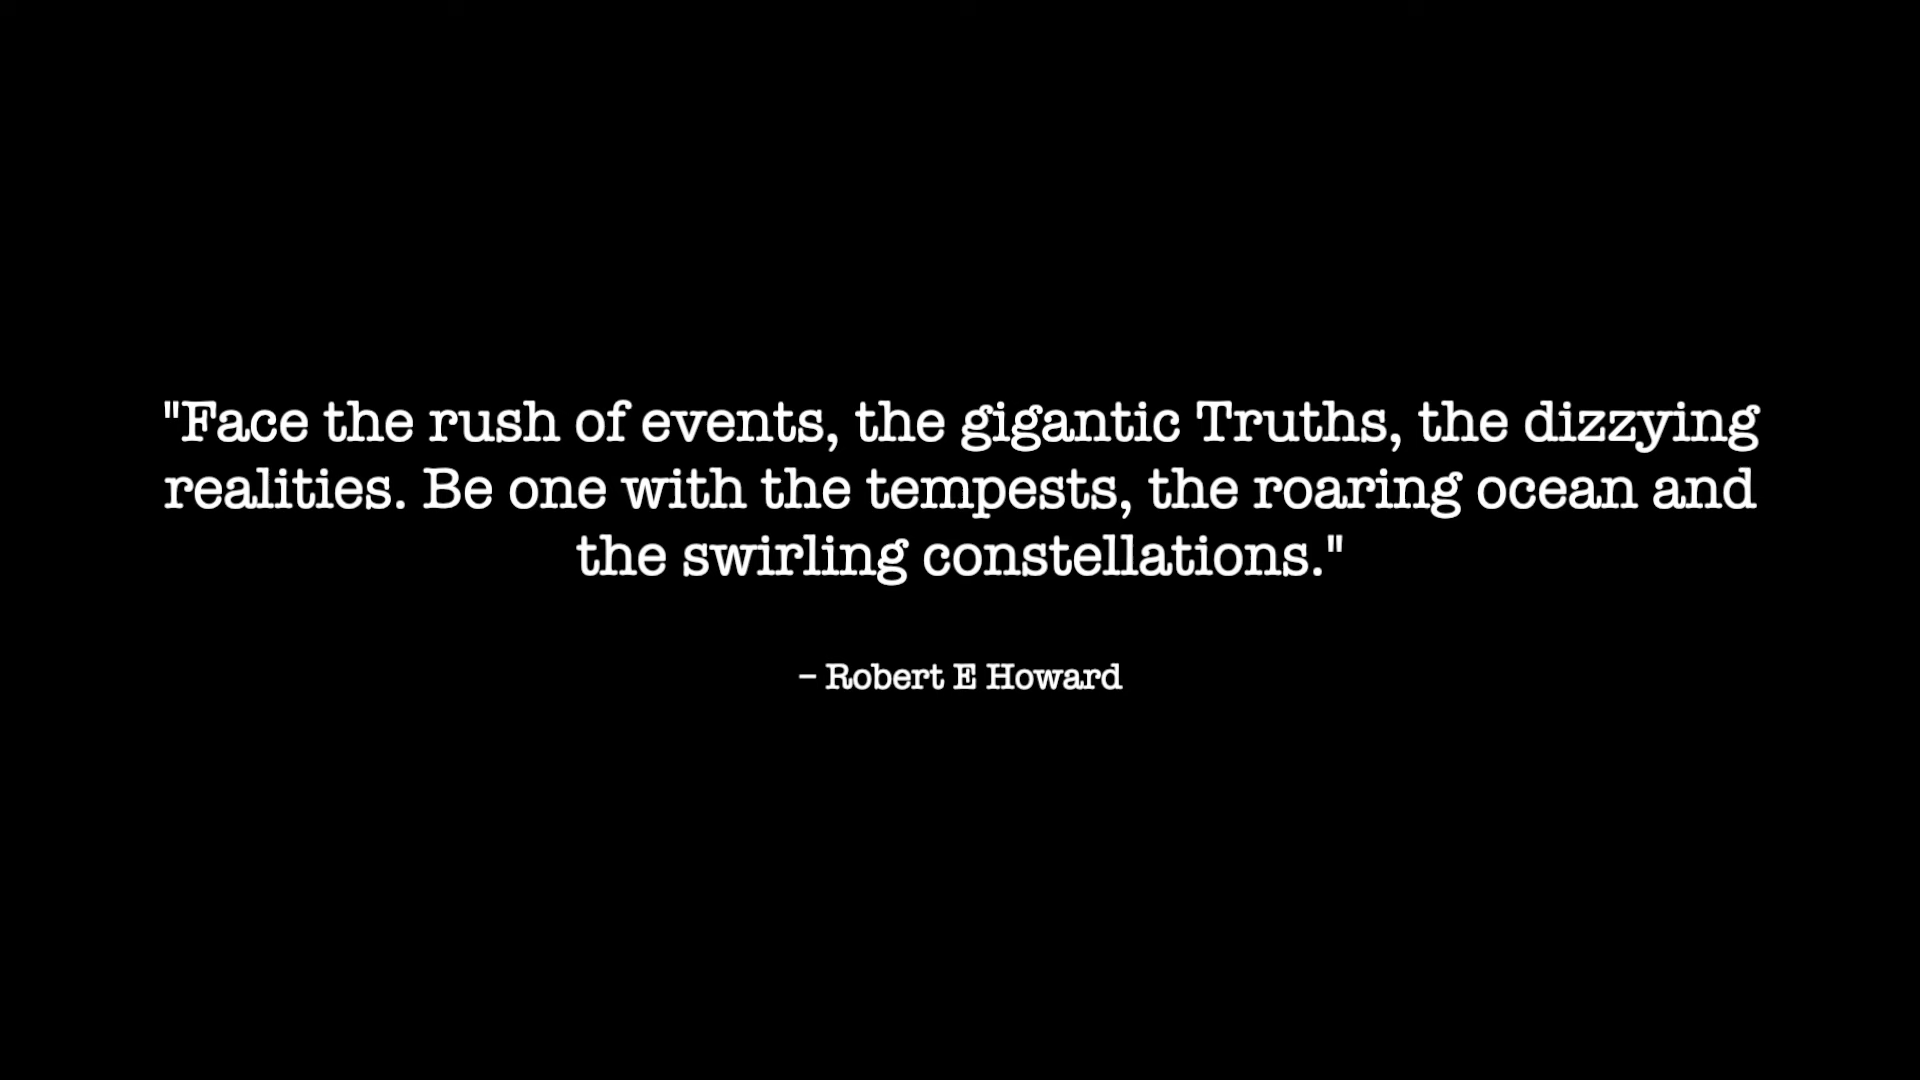 "Face the rush of events, the gigantic Truths, the dizzying
realities. Be one with the tempests, the roaring ocean and
the swirling constellations."
– Robert E Howard